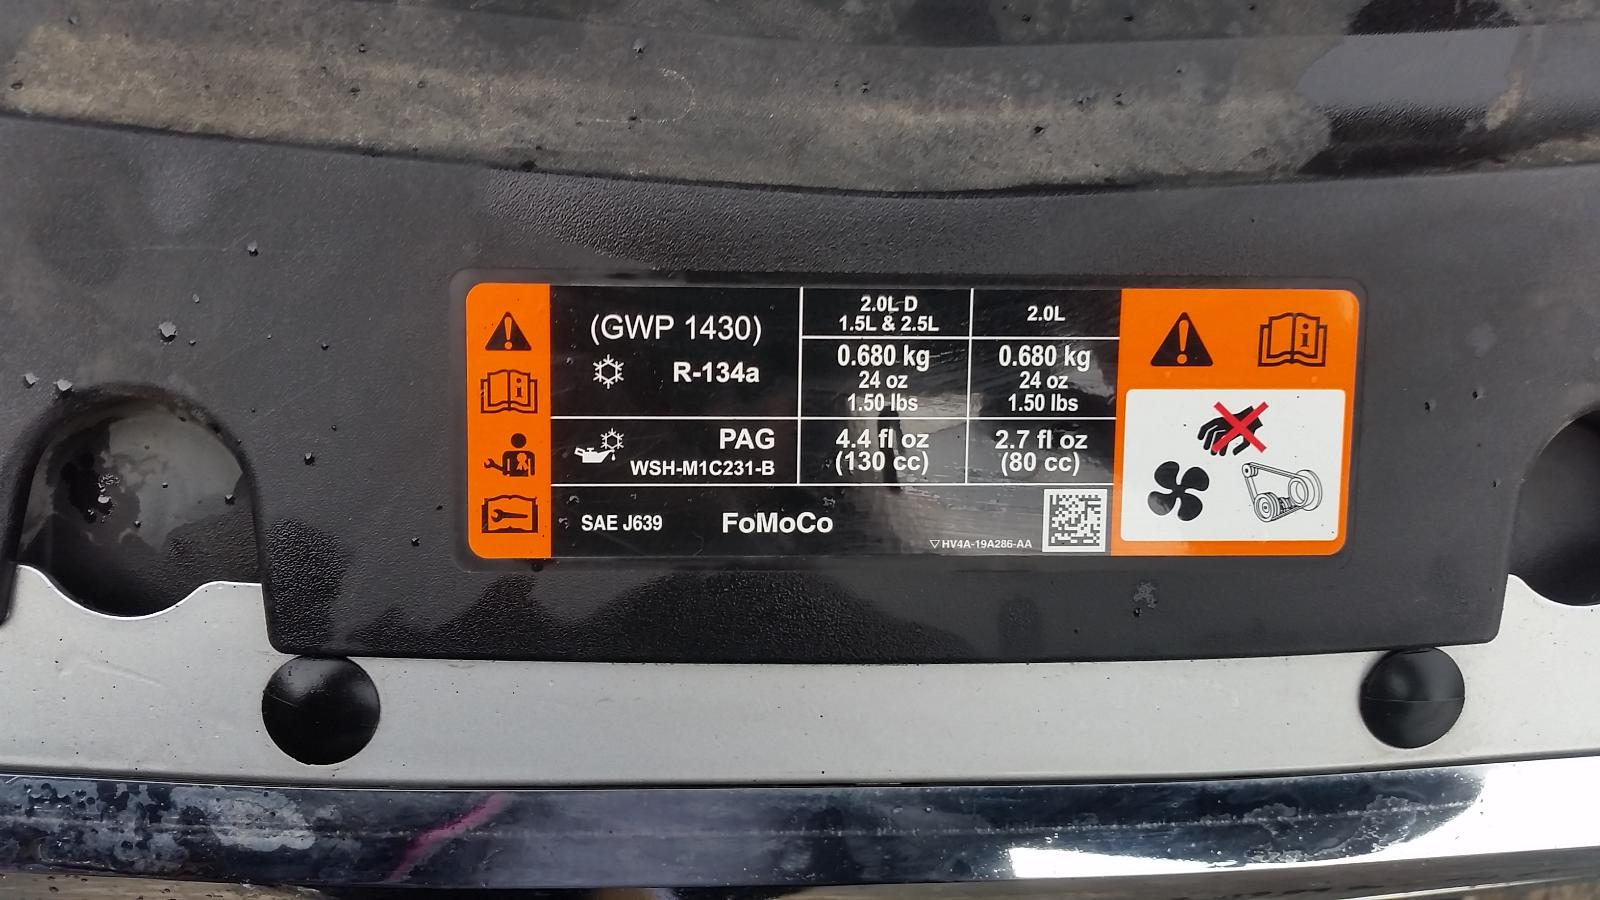 (GWP 1430)
R-134a
2.0L D
1.5L & 2.5L
2.0L
0.680 kg
24 oz
1.50 lbs
0.680 kg
24 oz
1.50 lbs
PAG
WSH-M1C231-B
4.4 fl oz
(130 cc)
2.7 fl oz
(80 cc)
SAE J639
FoMoCo
HV4A-19A286-AA